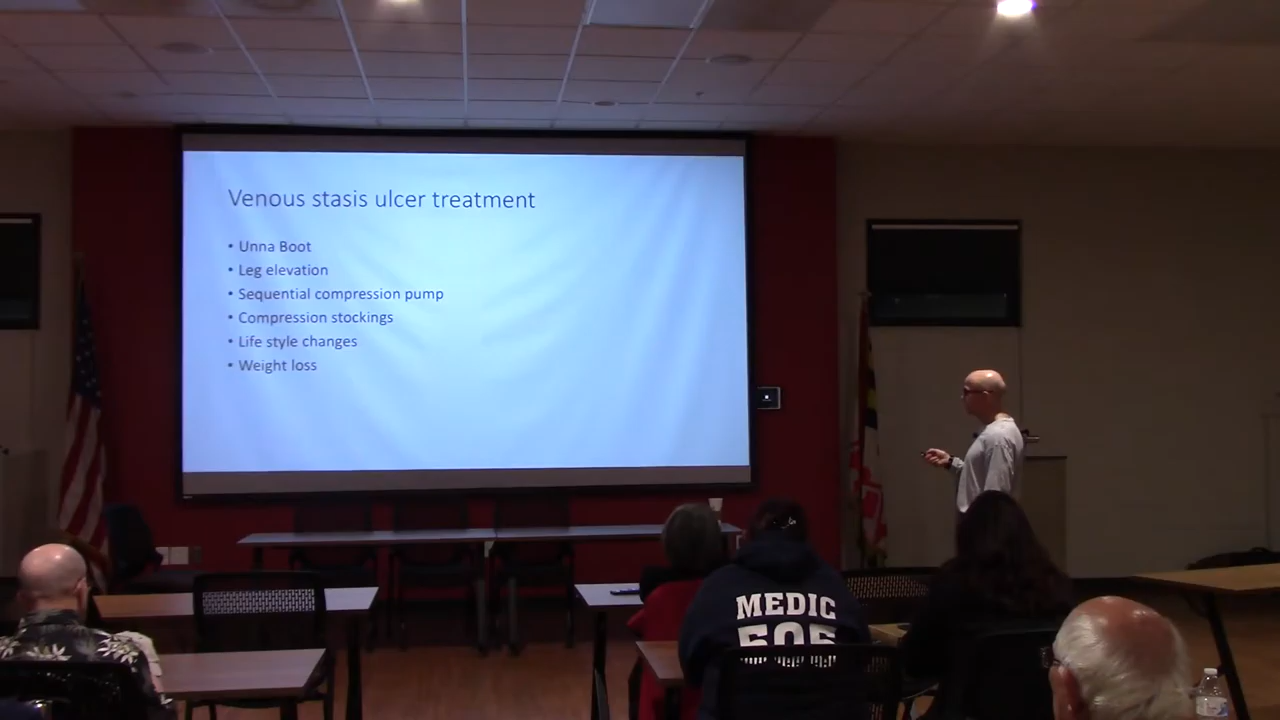 Venous stasis ulcer treatment
• Unna Boot
• Leg elevation
• Sequential compression pump
• Compression stockings
• Life style changes
• Weight loss
MEDIC